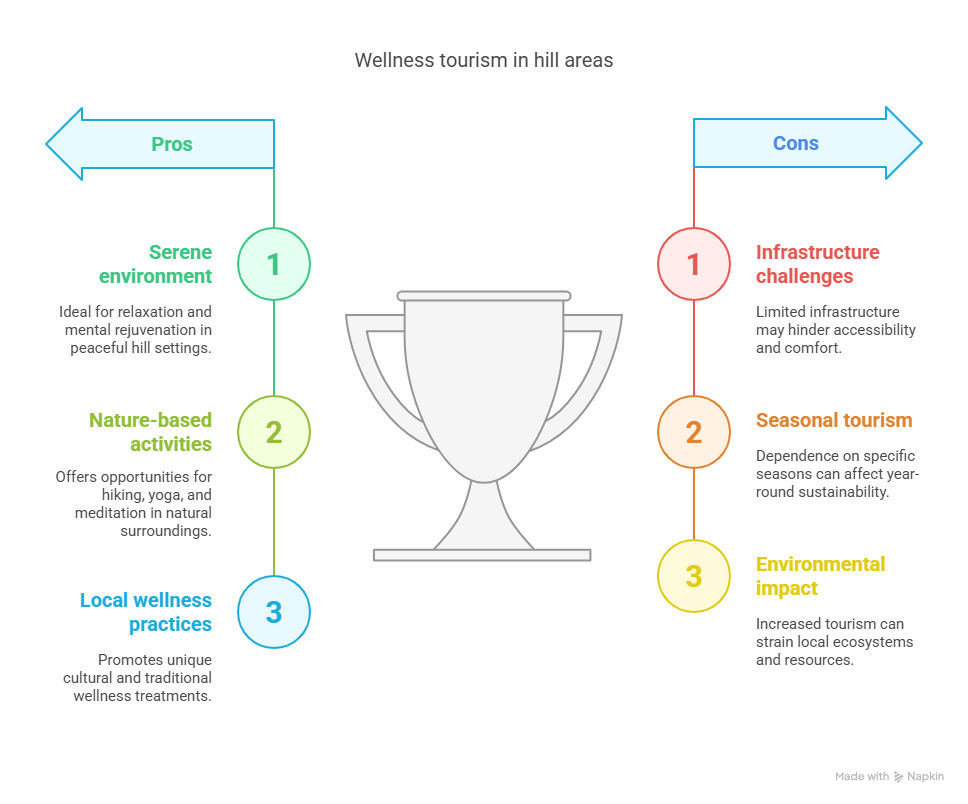 Wellness tourism in hill areas
Pros
1
Serene
environment
Ideal for relaxation and
mental rejuvenation in
peaceful hill settings.
2
Nature-based
activities
Offers opportunities for
hiking, yoga, and
meditation in natural
surroundings.
3
Local wellness
practices
Promotes unique
cultural and traditional
wellness treatments.
Cons
1
Infrastructure
challenges
Limited infrastructure
may hinder accessibility
and comfort.
2
Seasonal tourism
Dependence on specific
seasons can affect year-
round sustainability.
3
Environmental
impact
Increased tourism can
strain local ecosystems
and resources.
Made with Napkin